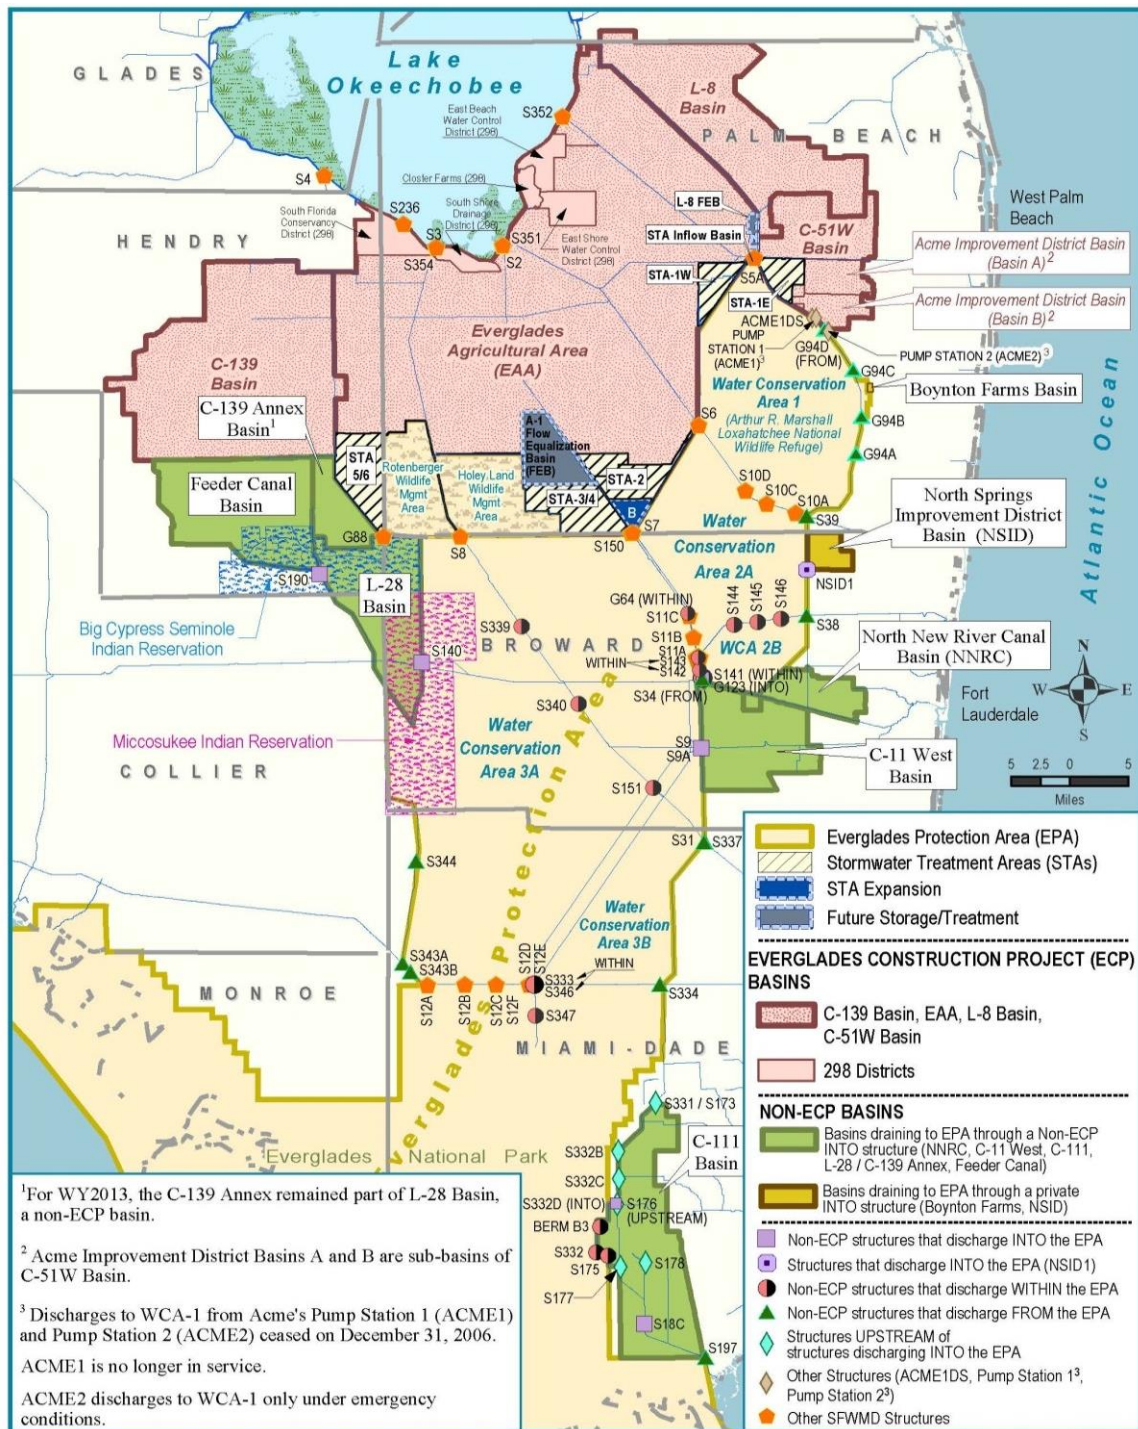 GLADES
Lake
Okeechobee
East Beach
Water Control
District (298)
S352
L-8
Basin
PALM BEACH
S4
Closter Farms (298)
South Florida
Conservancy
District (298)
S236
S3
S354
South Shore
Drainage
District (298)
S351
S2
East Shore
Water Control
District (298)
HENDRY
L-8 FEB
STA Inflow Basin
C-51W
Basin
West Palm
Beach
Acme Improvement District Basin
(Basin A)2
STA-1W
S5A
STA-1E
Acme Improvement District Basin
(Basin B)2
ACME1DS
PUMP
STATION 1
(ACME1)3
G94D
(FROM)
PUMP STATION 2 (ACME2) 3
Everglades
Agricultural Area
(EAA)
C-139
Basin
G94C
Boynton Farms Basin
Water Conservation
Area 1
(Arthur R. Marshall
Loxahatchee National
Wildlife Refuge)
C-139 Annex
Basin1
S6
G94B
G94A
A-1
Flow
Equalization
Basin
(FEB)
STA
5/6
Rotenberger
Wildlife
Mgmt
Area
Holey Land
Wildlife
Mgmt
Area
STA-2
STA-3/4
B
Feeder Canal
Basin
S10D
S10C
S10A
S39
North Springs
Improvement District
Basin (NSID)
Atlantic Ocean
G88
S8
S150
S7
Water
Conservation
Area 2A
S190
L-28
Basin
NSID1
Big Cypress Seminole
Indian Reservation
G64 (WITHIN)
S11C
S144
S145
S146
S38
S339
BROWARD
S11B
S11A
WCA 2B
North New River Canal
Basin (NNRC)
S140
WITHIN
S143
S142
S141 (WITHIN)
G123 (INTO)
S34 (FROM)
N
W
E
S
Fort
Lauderdale
S340
Miccosukee Indian Reservation
COLLIER
Water
Conservation
Area 3A
S9
S9A
C-11 West
Basin
5
2.5
0
5
Miles
S151
S31
S337
S344
Everglades Protection Area
Water
Conservation
Area 3B
S343A
S343B
S12A
S12B
S12C
S12F
S12D
S12E
S333
S346
WITHIN
S334
S347
MONROE
MIAMI-DADE
S331 / S173
C-111
Basin
Everglades National Park
S332B
S332C
S332D (INTO)
S176
(UPSTREAM)
BERM B3
S332
S175
S178
S177
S18C
S197
1For WY2013, the C-139 Annex remained part of L-28 Basin,
a non-ECP basin.
2 Acme Improvement District Basins A and B are sub-basins of
C-51W Basin.
3 Discharges to WCA-1 from Acme's Pump Station 1 (ACME1)
and Pump Station 2 (ACME2) ceased on December 31, 2006.
ACME1 is no longer in service.
ACME2 discharges to WCA-1 only under emergency
conditions.
Everglades Protection Area (EPA)
Stormwater Treatment Areas (STAs)
STA Expansion
Future Storage/Treatment
EVERGLADES CONSTRUCTION PROJECT (ECP)
BASINS
C-139 Basin, EAA, L-8 Basin,
C-51W Basin
298 Districts
NON-ECP BASINS
Basins draining to EPA through a Non-ECP
INTO structure (NNRC, C-11 West, C-111,
L-28 / C-139 Annex, Feeder Canal)
Basins draining to EPA through a private
INTO structure (Boynton Farms, NSID)
Non-ECP structures that discharge INTO the EPA
Structures that discharge INTO the EPA (NSID1)
Non-ECP structures that discharge WITHIN the EPA
Non-ECP structures that discharge FROM the EPA
Structures UPSTREAM of
structures discharging INTO the EPA
Other Structures (ACME1DS, Pump Station 13,
Pump Station 23)
Other SFWMD Structures